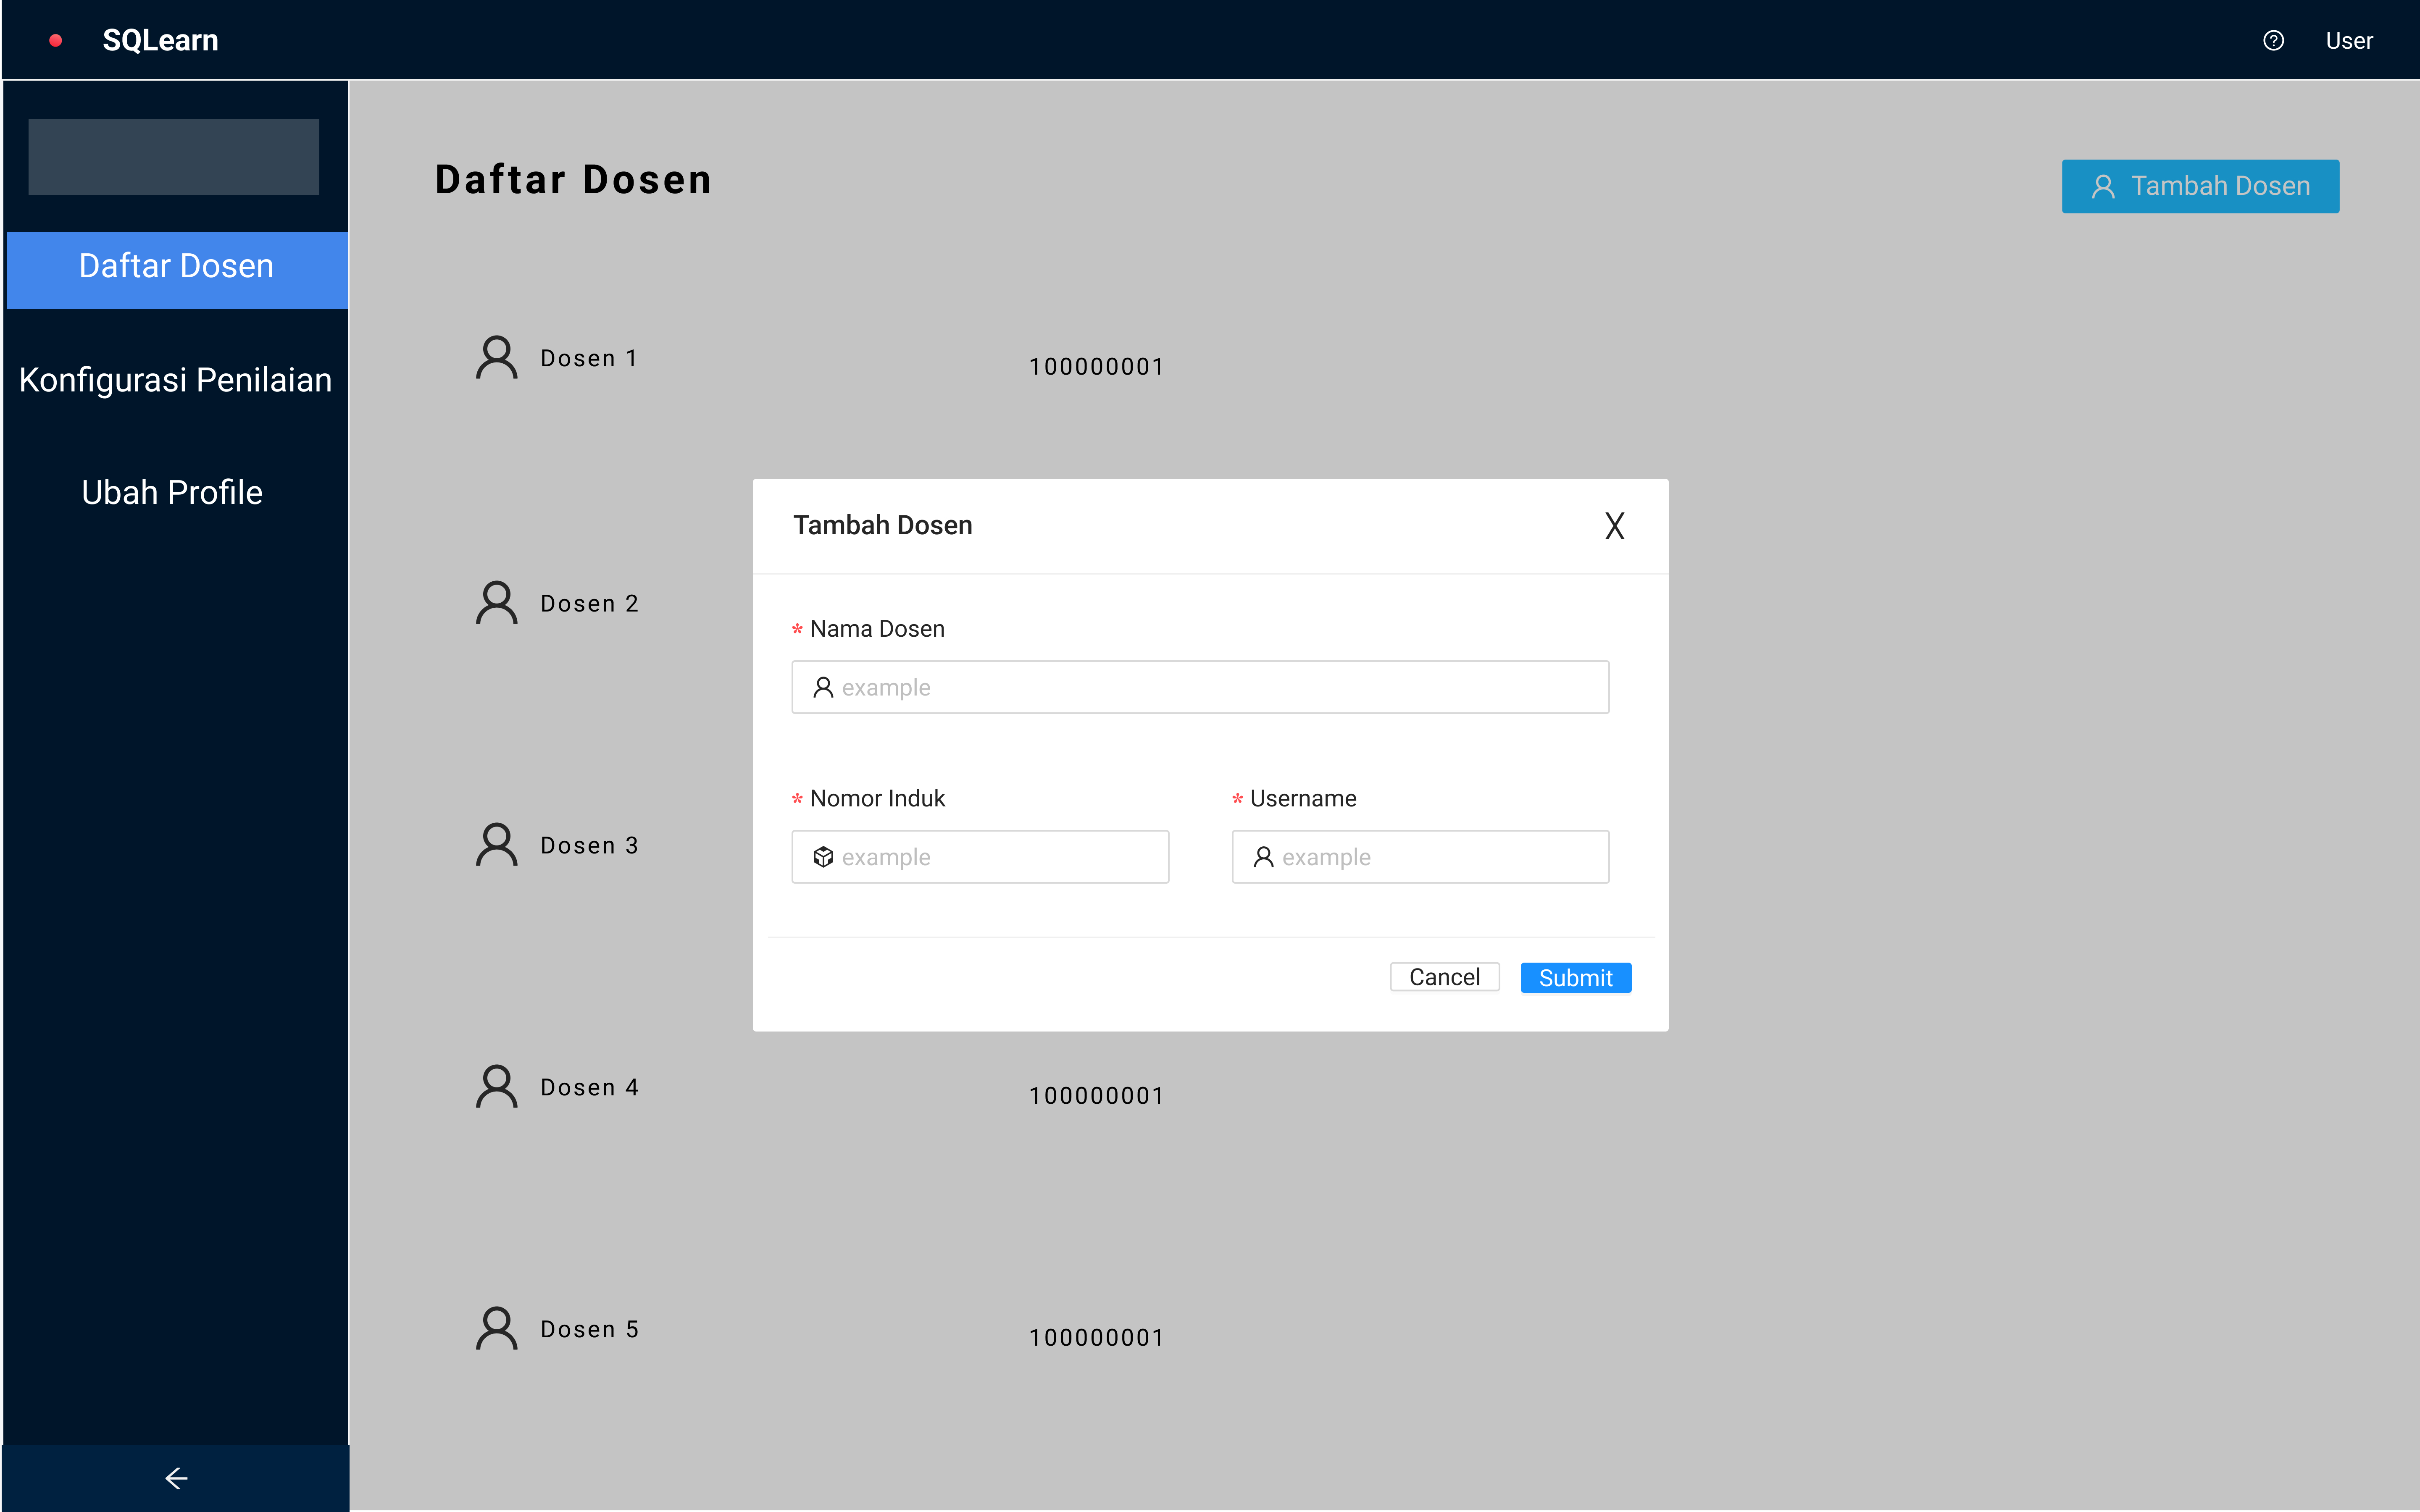 SQLearn
User
Daftar Dosen
Konfigurasi Penilaian
Ubah Profile
Daftar Dosen
Tambah Dosen
Dosen 1
100000001
Dosen 2
Dosen 3
Dosen 4
100000001
Dosen 5
100000001
Tambah Dosen
X
* Nama Dosen
example
* Nomor Induk
* Username
example
example
Cancel
Submit